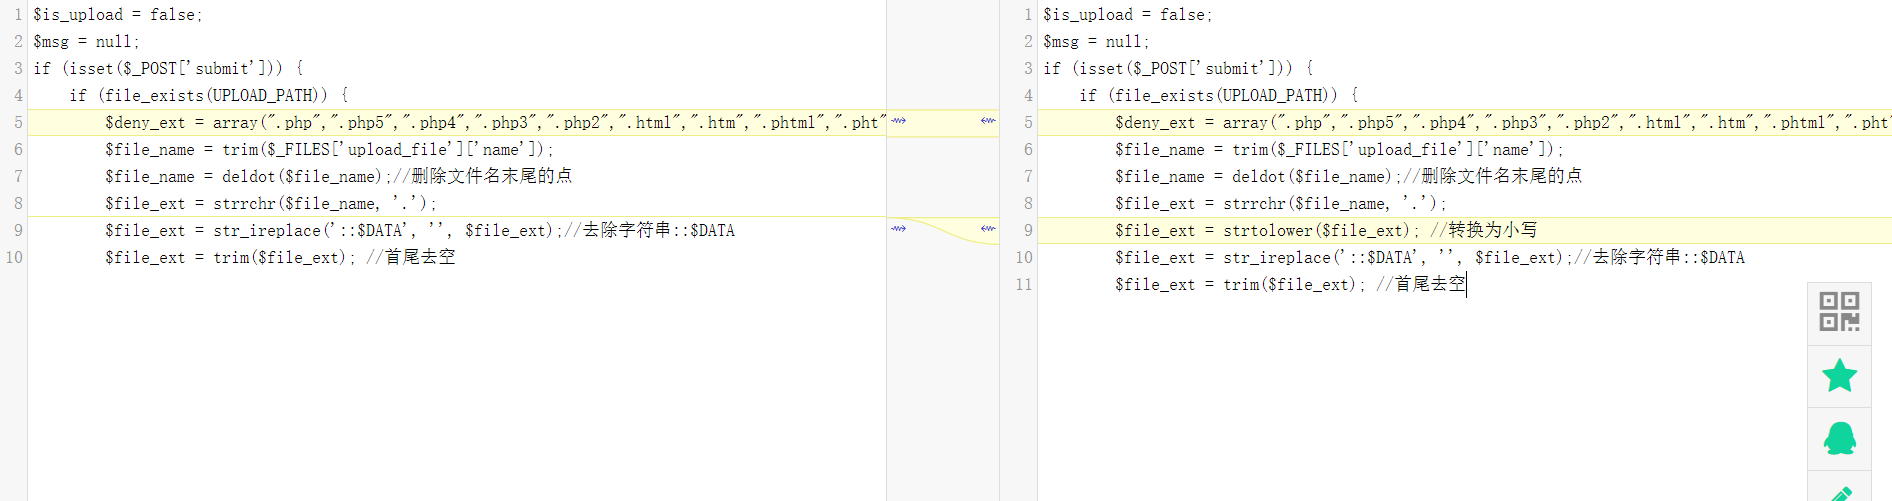 1 $is_upload = false;
2 $msg = null;
3 if (isset($_POST['submit'])) {
4 if (file_exists(UPLOAD_PATH)) {
5 $deny_ext = array(".php",".php5",".php4",".php3",".php2",".html",".htm",".phtml",".pht"
6 $file_name = trim($_FILES['upload_file']['name']);
7 $file_name = deldot($file_name);//删除文件名末尾的点
8 $file_ext = strrchr($file_name, '.');
9 $file_ext = str_ireplace('::$DATA', '', $file_ext);//去除字符串::$DATA
10 $file_ext = trim($file_ext); //首尾去空
1 $is_upload = false;
2 $msg = null;
3 if (isset($_POST['submit'])) {
4 if (file_exists(UPLOAD_PATH)) {
5 $deny_ext = array(".php",".php5",".php4",".php3",".php2",".html",".htm",".phtml",".pht"
6 $file_name = trim($_FILES['upload_file']['name']);
7 $file_name = deldot($file_name);//删除文件名末尾的点
8 $file_ext = strrchr($file_name, '.');
9 $file_ext = strtolower($file_ext); //转换为小写
10 $file_ext = str_ireplace('::$DATA', '', $file_ext);//去除字符串::$DATA
11 $file_ext = trim($file_ext); //首尾去空